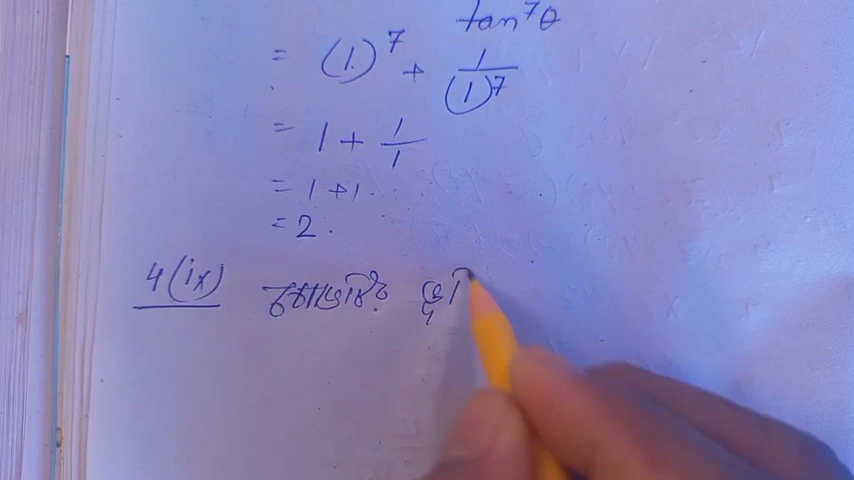 tan⁷θ
= (1)⁷ + 1/(1)⁷
= 1 + 1/1
= 1 + 1.
= 2.
4(ix)